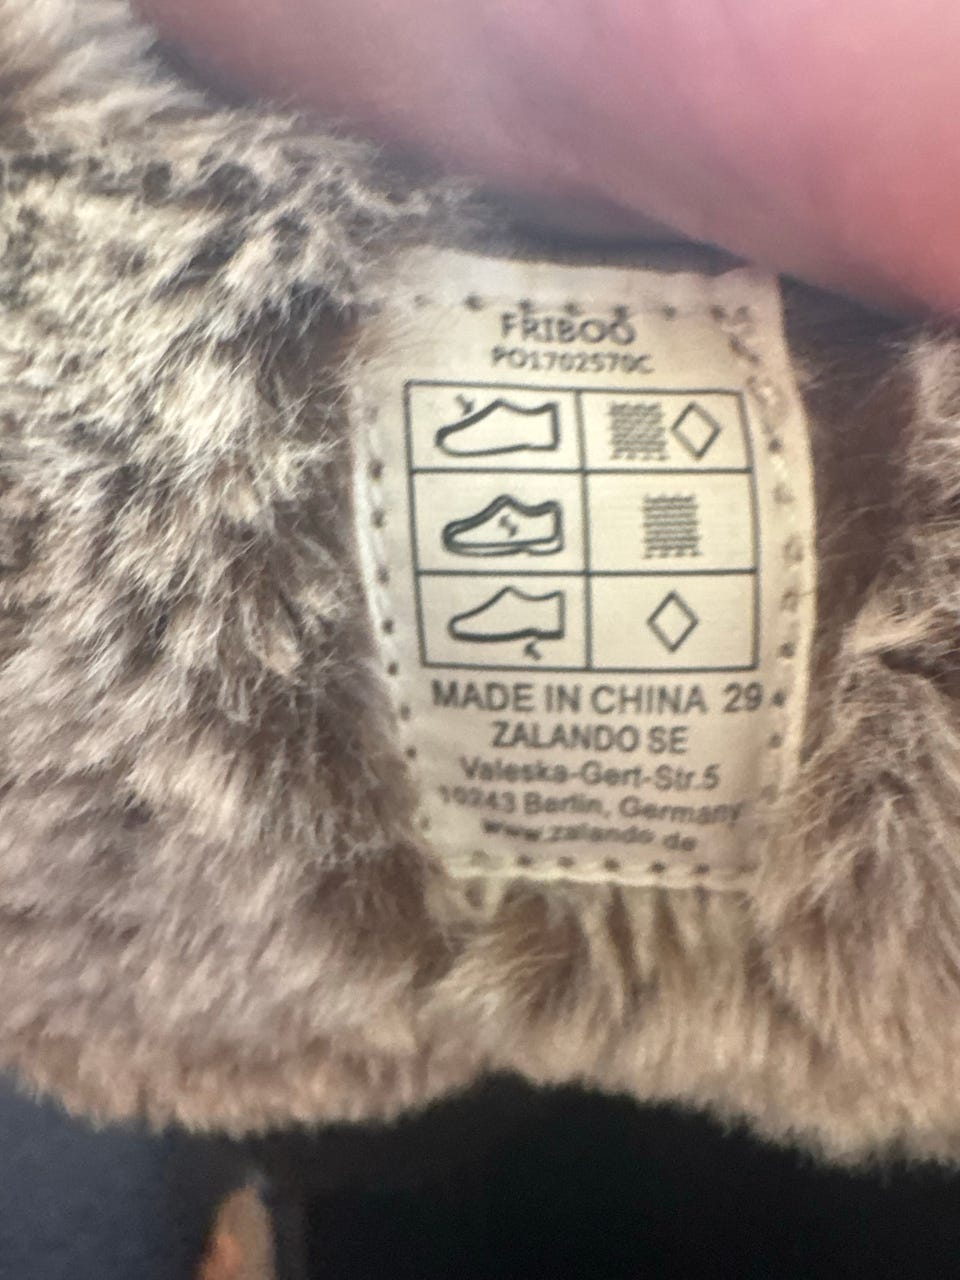 FRIBOO
PO1702570C
MADE IN CHINA 29
ZALANDO SE
Valeska-Gert-Str.5
10243 Berlin, Germany
www.zalando.de